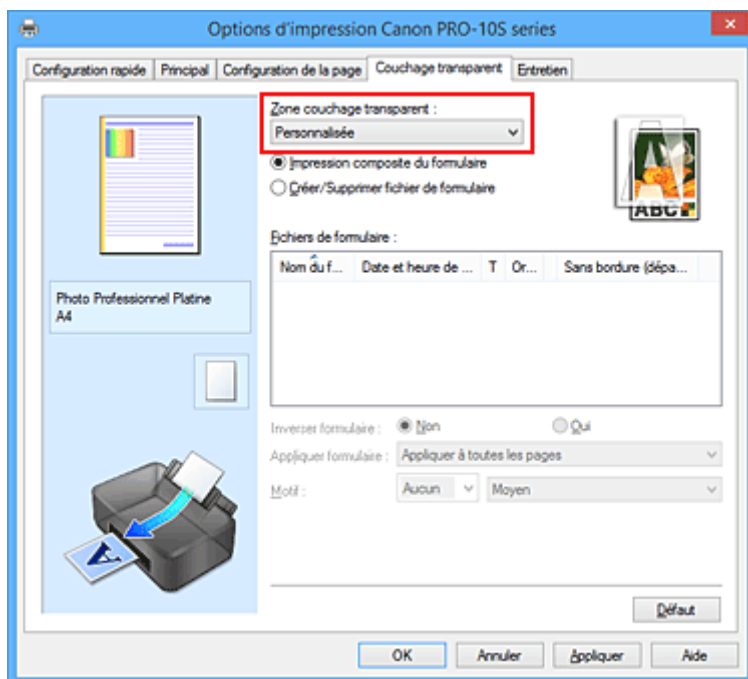 Options d'impression Canon PRO-10S series
Configuration rapide Principal Configuration de la page Couchage transparent Entretien
Zone couchage transparent :
Personnalisée
Impression composite du formulaire
Créer/Supprimer fichier de formulaire
ABC
Fichiers de formulaire :
Nom du f... Date et heure de ... T Or... Sans bordure (dépa...
Photo Professionnel Platine
A4
Inverser formulaire : Non Oui
Appliquer formulaire : Appliquer à toutes les pages
Motif : Aucun Moyen
A
Défaut
OK Annuler Appliquer Aide